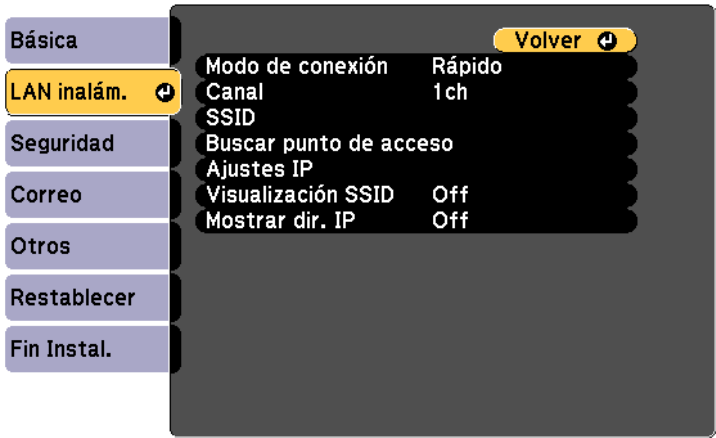 Básica
LAN inalám.
Seguridad
Correo
Otros
Restablecer
Fin Instal.
Volver
Modo de conexión Rápido
Canal 1ch
SSID
Buscar punto de acceso
Ajustes IP
Visualización SSID Off
Mostrar dir. IP Off